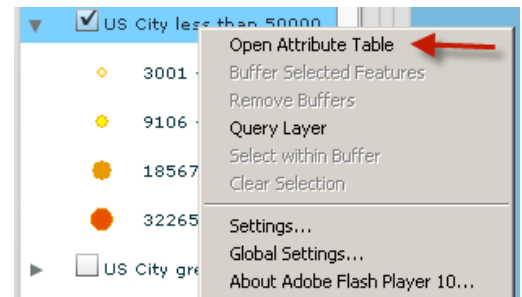 US City less than 50000
Open Attribute Table
3001 -
Buffer Selected Features
Remove Buffers
9106 -
Query Layer
Select within Buffer
18567
Clear Selection
32265
Settings...
Global Settings...
US City gre
About Adobe Flash Player 10...